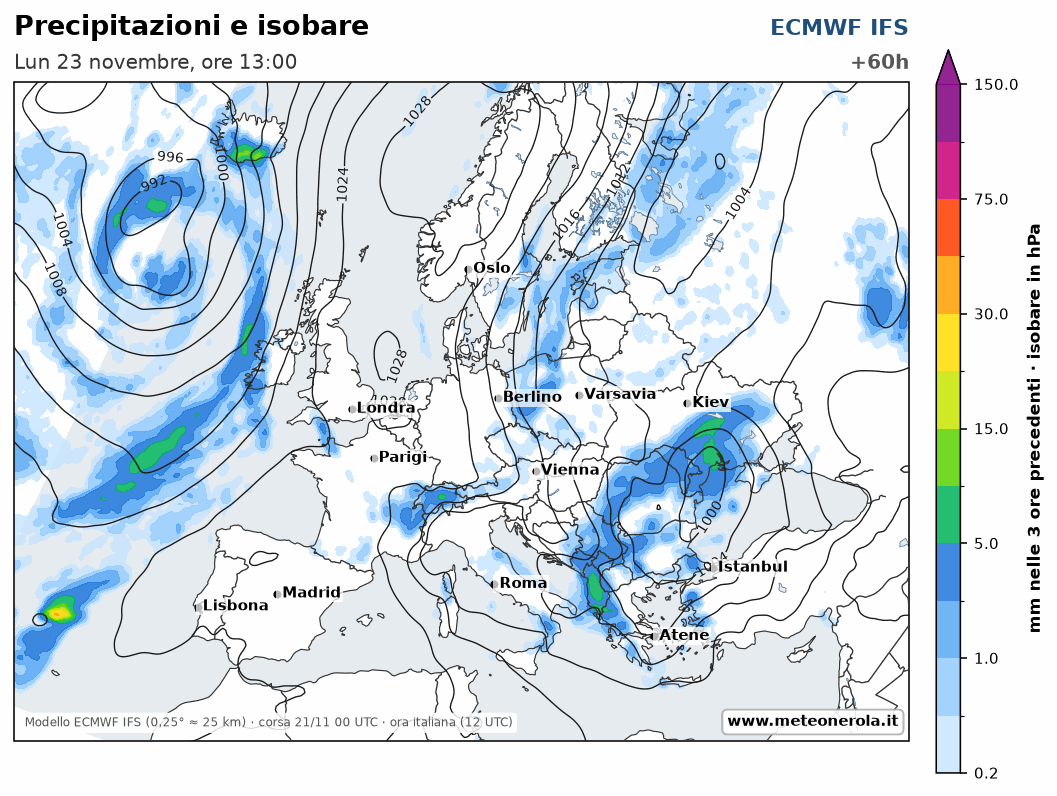 Precipitazioni e isobare
ECMWF IFS
Lun 23 novembre, ore 13:00
+60h
1028
996
1000
992
1024
1012
1004
1016
1004
Oslo
1008
1028
Berlino
Varsavia
Kiev
Londra
Parigi
Vienna
1000
Istanbul
Roma
Madrid
Lisbona
Atene
Modello ECMWF IFS (0,25° ≈ 25 km) · corsa 21/11 00 UTC · ora italiana (12 UTC)
www.meteonerola.it
150.0
75.0
30.0
15.0
5.0
1.0
0.2
mm nelle 3 ore precedenti · isobare in hPa